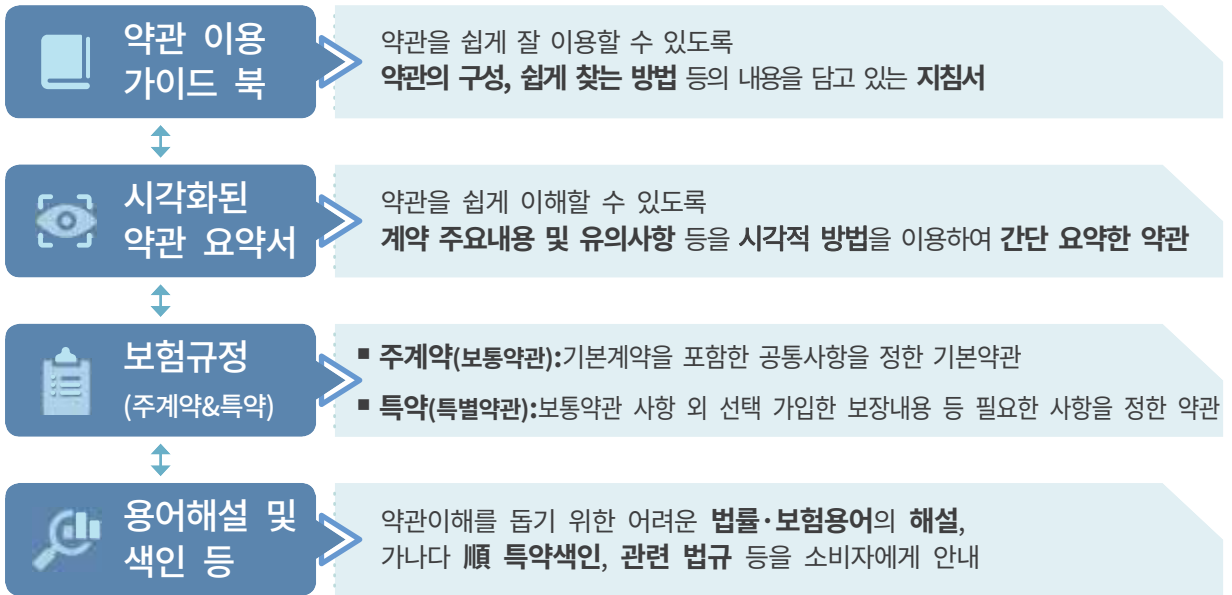 약관 이용
가이드 북
약관을 쉽게 잘 이용할 수 있도록
약관의 구성, 쉽게 찾는 방법 등의 내용을 담고 있는 지침서
시각화된
약관 요약서
약관을 쉽게 이해할 수 있도록
계약 주요내용 및 유의사항 등을 시각적 방법을 이용하여 간단 요약한 약관
보험규정
(주계약&특약)
▪ 주계약(보통약관):기본계약을 포함한 공통사항을 정한 기본약관
▪ 특약(특별약관):보통약관 사항 외 선택 가입한 보장내용 등 필요한 사항을 정한 약관
용어해설 및
색인 등
약관이해를 돕기 위한 어려운 법률·보험용어의 해설,
가나다 順 특약색인, 관련 법규 등을 소비자에게 안내